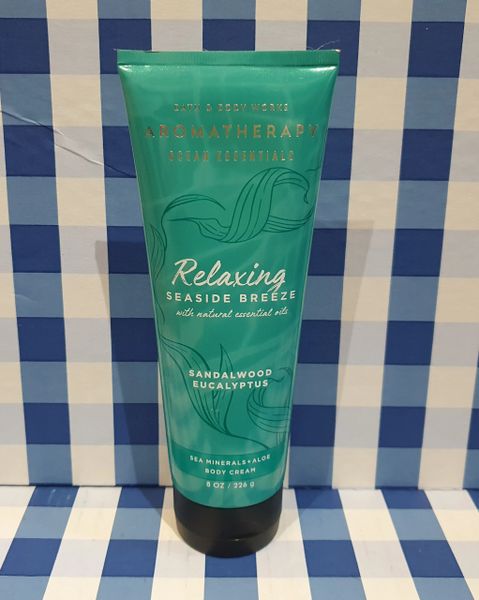 BATH & BODY WORKS
AROMATHERAPY
OCEAN ESSENTIALS
Relaxing
SEASIDE BREEZE
with natural essential oils
SANDALWOOD
EUCALYPTUS
SEA MINERALS+ALOE
BODY CREAM
8 OZ / 226 g